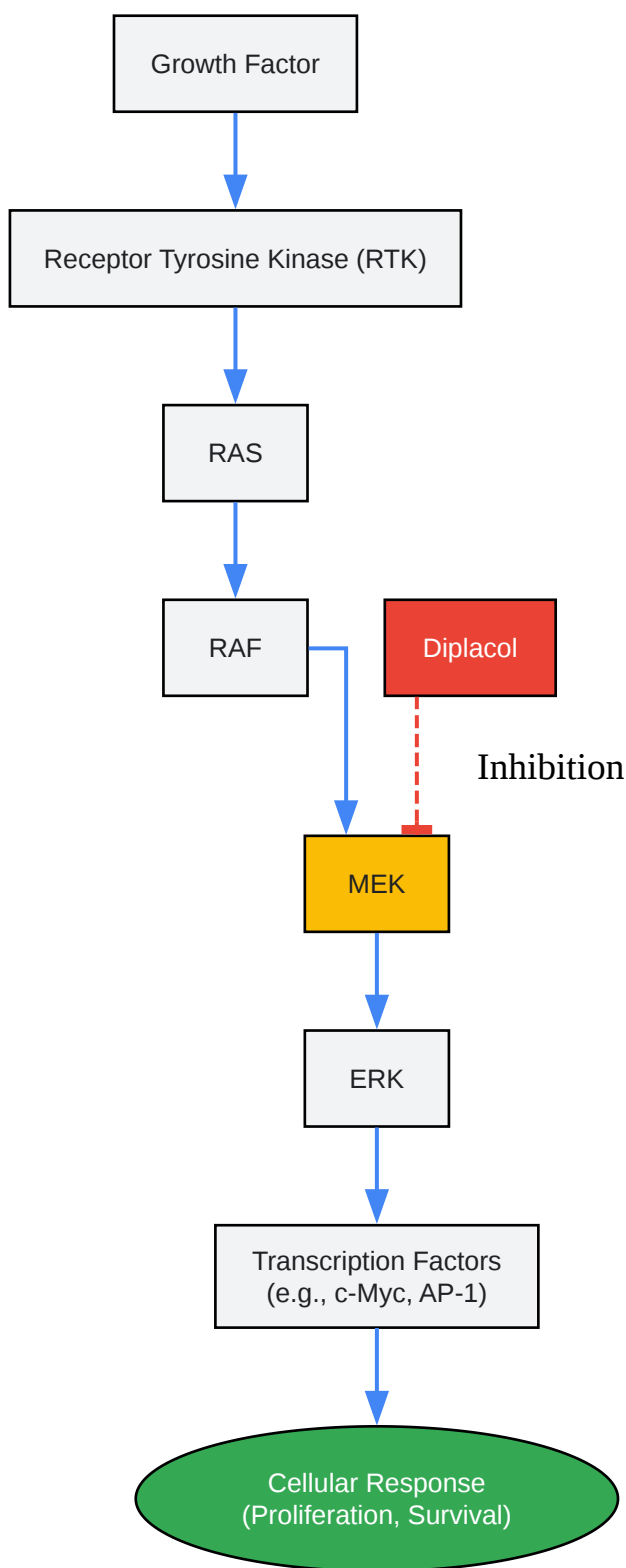 Growth Factor
Receptor Tyrosine Kinase (RTK)
RAS
RAF
Diplacol
Inhibition
MEK
ERK
Transcription Factors
(e.g., c-Myc, AP-1)
Cellular Response
(Proliferation, Survival)